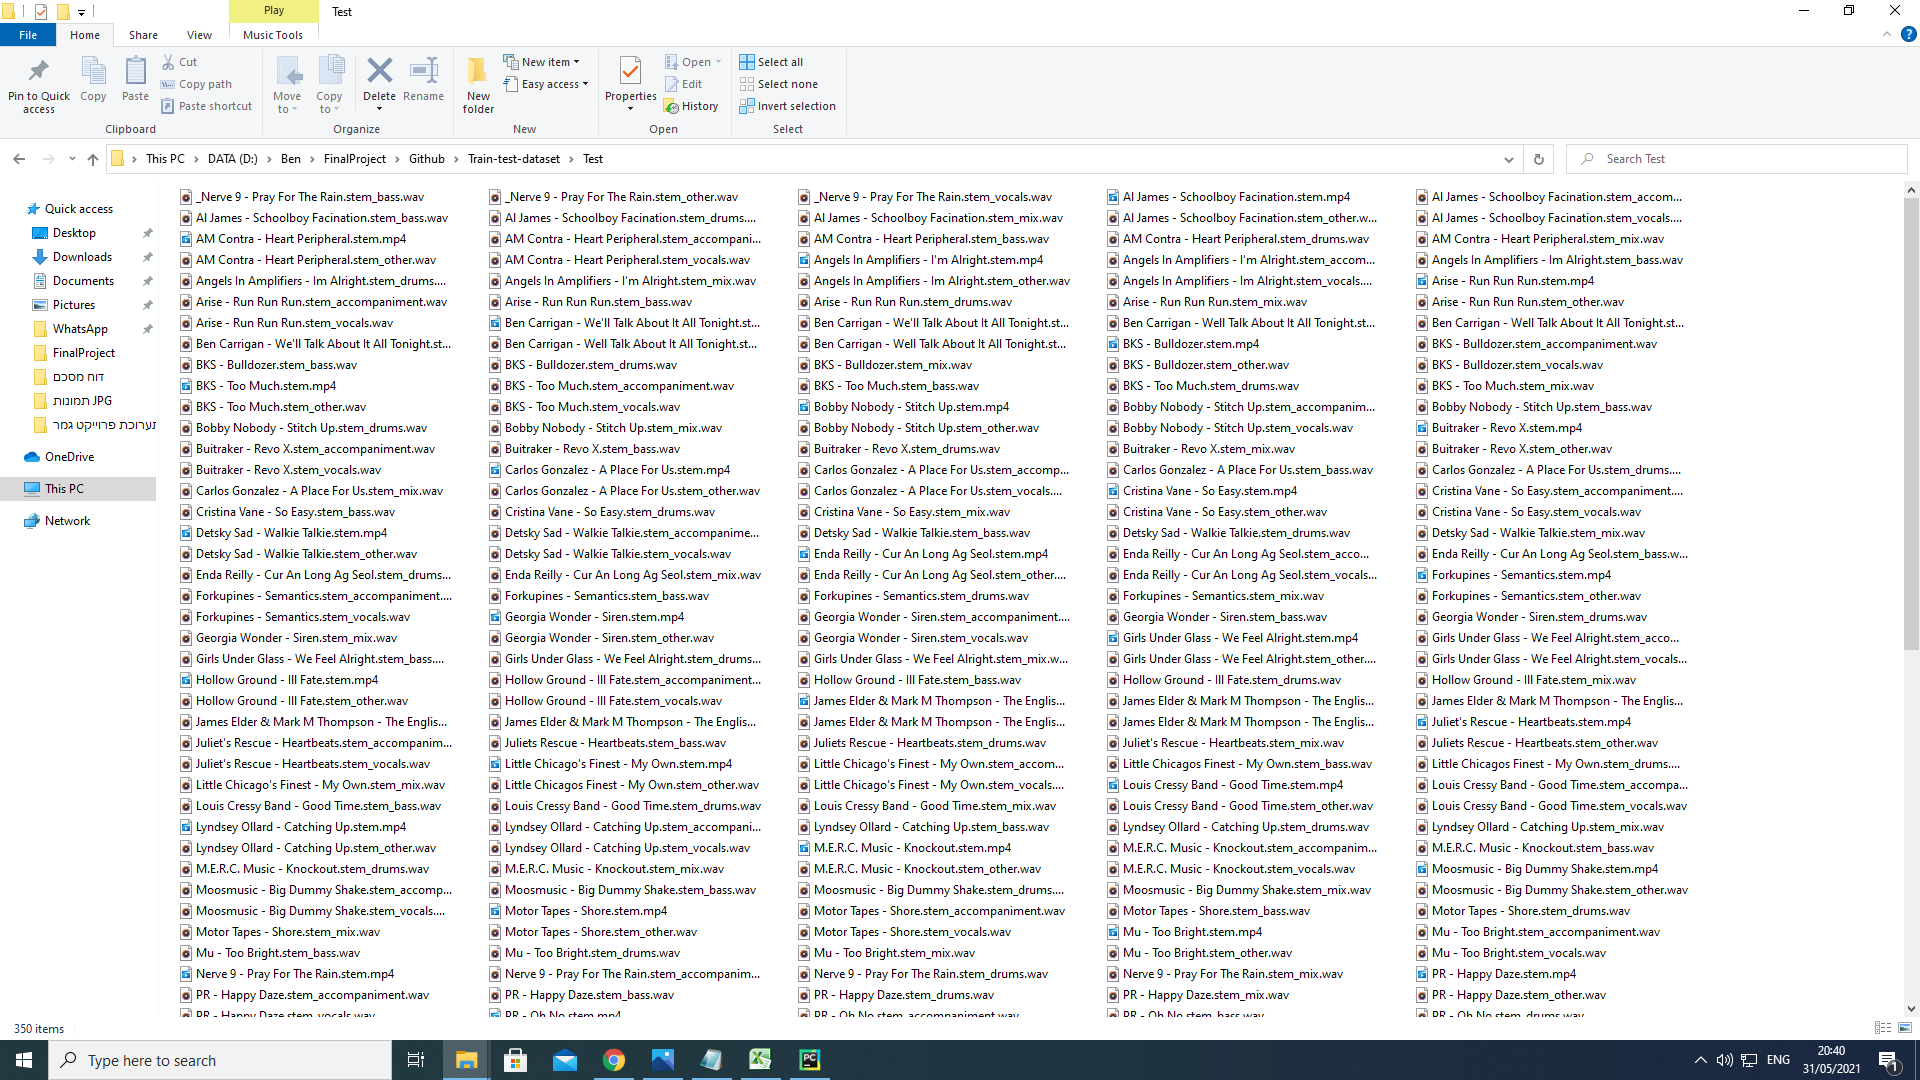 Play
Test
File
Home
Share
View
Music Tools
Pin to Quick access
Copy
Paste
Cut
Copy path
Paste shortcut
Move to
Copy to
Delete
Rename
New folder
New item
Easy access
Properties
Open
Edit
History
Select all
Select none
Invert selection
Clipboard
Organize
New
Open
Select
This PC > DATA (D:) > Ben > FinalProject > Github > Train-test-dataset > Test
Search Test
Quick access
Desktop
Downloads
Documents
Pictures
WhatsApp
FinalProject
דוח מסכם
תמונות JPG
תערוכת פרוייקט גמר
OneDrive
This PC
Network
_Nerve 9 - Pray For The Rain.stem_bass.wav
_Nerve 9 - Pray For The Rain.stem_other.wav
_Nerve 9 - Pray For The Rain.stem_vocals.wav
Al James - Schoolboy Facination.stem.mp4
Al James - Schoolboy Facination.stem_accom...
Al James - Schoolboy Facination.stem_bass.wav
Al James - Schoolboy Facination.stem_drums....
Al James - Schoolboy Facination.stem_mix.wav
Al James - Schoolboy Facination.stem_other.w...
Al James - Schoolboy Facination.stem_vocals....
AM Contra - Heart Peripheral.stem.mp4
AM Contra - Heart Peripheral.stem_accompani...
AM Contra - Heart Peripheral.stem_bass.wav
AM Contra - Heart Peripheral.stem_drums.wav
AM Contra - Heart Peripheral.stem_mix.wav
AM Contra - Heart Peripheral.stem_other.wav
AM Contra - Heart Peripheral.stem_vocals.wav
Angels In Amplifiers - I'm Alright.stem.mp4
Angels In Amplifiers - I'm Alright.stem_accom...
Angels In Amplifiers - Im Alright.stem_bass.wav
Angels In Amplifiers - Im Alright.stem_drums....
Angels In Amplifiers - I'm Alright.stem_mix.wav
Angels In Amplifiers - Im Alright.stem_other.wav
Angels In Amplifiers - Im Alright.stem_vocals....
Arise - Run Run Run.stem.mp4
Arise - Run Run Run.stem_accompaniment.wav
Arise - Run Run Run.stem_bass.wav
Arise - Run Run Run.stem_drums.wav
Arise - Run Run Run.stem_mix.wav
Arise - Run Run Run.stem_other.wav
Arise - Run Run Run.stem_vocals.wav
Ben Carrigan - We'll Talk About It All Tonight.st...
Ben Carrigan - We'll Talk About It All Tonight.st...
Ben Carrigan - Well Talk About It All Tonight.st...
Ben Carrigan - Well Talk About It All Tonight.st...
Ben Carrigan - We'll Talk About It All Tonight.st...
Ben Carrigan - Well Talk About It All Tonight.st...
Ben Carrigan - Well Talk About It All Tonight.st...
BKS - Bulldozer.stem.mp4
BKS - Bulldozer.stem_accompaniment.wav
BKS - Bulldozer.stem_bass.wav
BKS - Bulldozer.stem_drums.wav
BKS - Bulldozer.stem_mix.wav
BKS - Bulldozer.stem_other.wav
BKS - Bulldozer.stem_vocals.wav
BKS - Too Much.stem.mp4
BKS - Too Much.stem_accompaniment.wav
BKS - Too Much.stem_bass.wav
BKS - Too Much.stem_drums.wav
BKS - Too Much.stem_mix.wav
BKS - Too Much.stem_other.wav
BKS - Too Much.stem_vocals.wav
Bobby Nobody - Stitch Up.stem.mp4
Bobby Nobody - Stitch Up.stem_accompanim...
Bobby Nobody - Stitch Up.stem_bass.wav
Bobby Nobody - Stitch Up.stem_drums.wav
Bobby Nobody - Stitch Up.stem_mix.wav
Bobby Nobody - Stitch Up.stem_other.wav
Bobby Nobody - Stitch Up.stem_vocals.wav
Buitraker - Revo X.stem.mp4
Buitraker - Revo X.stem_accompaniment.wav
Buitraker - Revo X.stem_bass.wav
Buitraker - Revo X.stem_drums.wav
Buitraker - Revo X.stem_mix.wav
Buitraker - Revo X.stem_other.wav
Buitraker - Revo X.stem_vocals.wav
Carlos Gonzalez - A Place For Us.stem.mp4
Carlos Gonzalez - A Place For Us.stem_accomp...
Carlos Gonzalez - A Place For Us.stem_bass.wav
Carlos Gonzalez - A Place For Us.stem_drums....
Carlos Gonzalez - A Place For Us.stem_mix.wav
Carlos Gonzalez - A Place For Us.stem_other.wav
Carlos Gonzalez - A Place For Us.stem_vocals....
Cristina Vane - So Easy.stem.mp4
Cristina Vane - So Easy.stem_accompaniment....
Cristina Vane - So Easy.stem_bass.wav
Cristina Vane - So Easy.stem_drums.wav
Cristina Vane - So Easy.stem_mix.wav
Cristina Vane - So Easy.stem_other.wav
Cristina Vane - So Easy.stem_vocals.wav
Detsky Sad - Walkie Talkie.stem.mp4
Detsky Sad - Walkie Talkie.stem_accompanime...
Detsky Sad - Walkie Talkie.stem_bass.wav
Detsky Sad - Walkie Talkie.stem_drums.wav
Detsky Sad - Walkie Talkie.stem_mix.wav
Detsky Sad - Walkie Talkie.stem_other.wav
Detsky Sad - Walkie Talkie.stem_vocals.wav
Enda Reilly - Cur An Long Ag Seol.stem.mp4
Enda Reilly - Cur An Long Ag Seol.stem_acco...
Enda Reilly - Cur An Long Ag Seol.stem_bass.w...
Enda Reilly - Cur An Long Ag Seol.stem_drums...
Enda Reilly - Cur An Long Ag Seol.stem_mix.wav
Enda Reilly - Cur An Long Ag Seol.stem_other....
Enda Reilly - Cur An Long Ag Seol.stem_vocals...
Forkupines - Semantics.stem.mp4
Forkupines - Semantics.stem_accompaniment....
Forkupines - Semantics.stem_bass.wav
Forkupines - Semantics.stem_drums.wav
Forkupines - Semantics.stem_mix.wav
Forkupines - Semantics.stem_other.wav
Forkupines - Semantics.stem_vocals.wav
Georgia Wonder - Siren.stem.mp4
Georgia Wonder - Siren.stem_accompaniment....
Georgia Wonder - Siren.stem_bass.wav
Georgia Wonder - Siren.stem_drums.wav
Georgia Wonder - Siren.stem_mix.wav
Georgia Wonder - Siren.stem_other.wav
Georgia Wonder - Siren.stem_vocals.wav
Girls Under Glass - We Feel Alright.stem.mp4
Girls Under Glass - We Feel Alright.stem_acco...
Girls Under Glass - We Feel Alright.stem_bass....
Girls Under Glass - We Feel Alright.stem_drums...
Girls Under Glass - We Feel Alright.stem_mix.w...
Girls Under Glass - We Feel Alright.stem_other....
Girls Under Glass - We Feel Alright.stem_vocals...
Hollow Ground - Ill Fate.stem.mp4
Hollow Ground - Ill Fate.stem_accompaniment...
Hollow Ground - Ill Fate.stem_bass.wav
Hollow Ground - Ill Fate.stem_drums.wav
Hollow Ground - Ill Fate.stem_mix.wav
Hollow Ground - Ill Fate.stem_other.wav
Hollow Ground - Ill Fate.stem_vocals.wav
James Elder & Mark M Thompson - The Englis...
James Elder & Mark M Thompson - The Englis...
James Elder & Mark M Thompson - The Englis...
James Elder & Mark M Thompson - The Englis...
James Elder & Mark M Thompson - The Englis...
James Elder & Mark M Thompson - The Englis...
James Elder & Mark M Thompson - The Englis...
Juliet's Rescue - Heartbeats.stem.mp4
Juliet's Rescue - Heartbeats.stem_accompanim...
Juliets Rescue - Heartbeats.stem_bass.wav
Juliets Rescue - Heartbeats.stem_drums.wav
Juliet's Rescue - Heartbeats.stem_mix.wav
Juliets Rescue - Heartbeats.stem_other.wav
Juliet's Rescue - Heartbeats.stem_vocals.wav
Little Chicago's Finest - My Own.stem.mp4
Little Chicago's Finest - My Own.stem_accom...
Little Chicagos Finest - My Own.stem_bass.wav
Little Chicagos Finest - My Own.stem_drums....
Little Chicago's Finest - My Own.stem_mix.wav
Little Chicagos Finest - My Own.stem_other.wav
Little Chicago's Finest - My Own.stem_vocals....
Louis Cressy Band - Good Time.stem.mp4
Louis Cressy Band - Good Time.stem_accompa...
Louis Cressy Band - Good Time.stem_bass.wav
Louis Cressy Band - Good Time.stem_drums.wav
Louis Cressy Band - Good Time.stem_mix.wav
Louis Cressy Band - Good Time.stem_other.wav
Louis Cressy Band - Good Time.stem_vocals.wav
Lyndsey Ollard - Catching Up.stem.mp4
Lyndsey Ollard - Catching Up.stem_accompani...
Lyndsey Ollard - Catching Up.stem_bass.wav
Lyndsey Ollard - Catching Up.stem_drums.wav
Lyndsey Ollard - Catching Up.stem_mix.wav
Lyndsey Ollard - Catching Up.stem_other.wav
Lyndsey Ollard - Catching Up.stem_vocals.wav
M.E.R.C. Music - Knockout.stem.mp4
M.E.R.C. Music - Knockout.stem_accompanim...
M.E.R.C. Music - Knockout.stem_bass.wav
M.E.R.C. Music - Knockout.stem_drums.wav
M.E.R.C. Music - Knockout.stem_mix.wav
M.E.R.C. Music - Knockout.stem_other.wav
M.E.R.C. Music - Knockout.stem_vocals.wav
Moosmusic - Big Dummy Shake.stem.mp4
Moosmusic - Big Dummy Shake.stem_accomp...
Moosmusic - Big Dummy Shake.stem_bass.wav
Moosmusic - Big Dummy Shake.stem_drums....
Moosmusic - Big Dummy Shake.stem_mix.wav
Moosmusic - Big Dummy Shake.stem_other.wav
Moosmusic - Big Dummy Shake.stem_vocals....
Motor Tapes - Shore.stem.mp4
Motor Tapes - Shore.stem_accompaniment.wav
Motor Tapes - Shore.stem_bass.wav
Motor Tapes - Shore.stem_drums.wav
Motor Tapes - Shore.stem_mix.wav
Motor Tapes - Shore.stem_other.wav
Motor Tapes - Shore.stem_vocals.wav
Mu - Too Bright.stem.mp4
Mu - Too Bright.stem_accompaniment.wav
Mu - Too Bright.stem_bass.wav
Mu - Too Bright.stem_drums.wav
Mu - Too Bright.stem_mix.wav
Mu - Too Bright.stem_other.wav
Mu - Too Bright.stem_vocals.wav
Nerve 9 - Pray For The Rain.stem.mp4
Nerve 9 - Pray For The Rain.stem_accompanim...
Nerve 9 - Pray For The Rain.stem_drums.wav
Nerve 9 - Pray For The Rain.stem_mix.wav
PR - Happy Daze.stem.mp4
PR - Happy Daze.stem_accompaniment.wav
PR - Happy Daze.stem_bass.wav
PR - Happy Daze.stem_drums.wav
PR - Happy Daze.stem_mix.wav
PR - Happy Daze.stem_other.wav
PR - Happy Daze.stem_vocals.wav
PR - Oh No.stem.mp4
PR - Oh No.stem_accompaniment.wav
PR - Oh No.stem_bass.wav
PR - Oh No.stem_drums.wav
350 items
Type here to search
ENG
20:40
31/05/2021
1